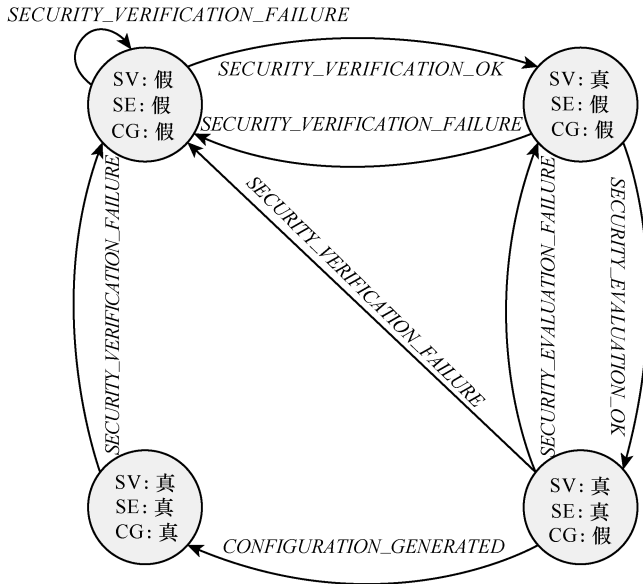 SECURITY_VERIFICATION_FAILURE
SV: 假
SE: 假
CG: 假
SECURITY_VERIFICATION_OK
SV: 真
SE: 假
CG: 假
SECURITY_VERIFICATION_FAILURE
SECURITY_VERIFICATION_FAILURE
SECURITY_VERIFICATION_FAILURE
SECURITY_EVALUATION_FAILURE
SECURITY_EVALUATION_OK
SV: 真
SE: 真
CG: 真
SV: 真
SE: 真
CG: 假
CONFIGURATION_GENERATED